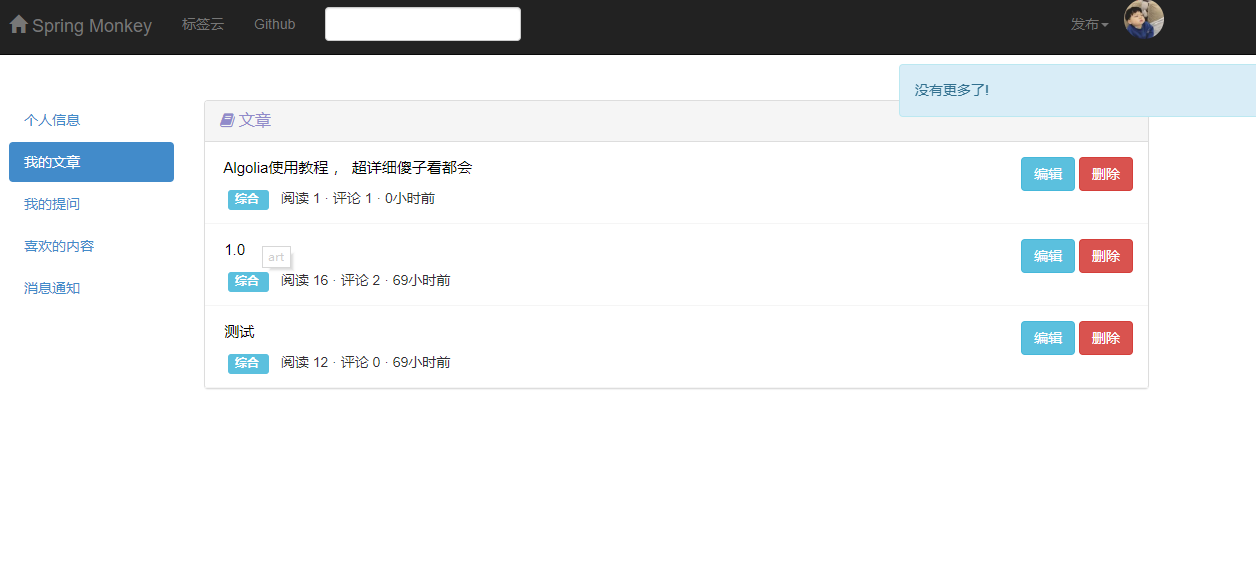 Spring Monkey 标签云 Github 发布
没有更多了!
个人信息
我的文章
我的提问
喜欢的内容
消息通知
文章
Algolia使用教程 ， 超详细傻子看都会
编辑 删除
综合 阅读 1 · 评论 1 · 0小时前
1.0
art
编辑 删除
综合 阅读 16 · 评论 2 · 69小时前
测试
编辑 删除
综合 阅读 12 · 评论 0 · 69小时前